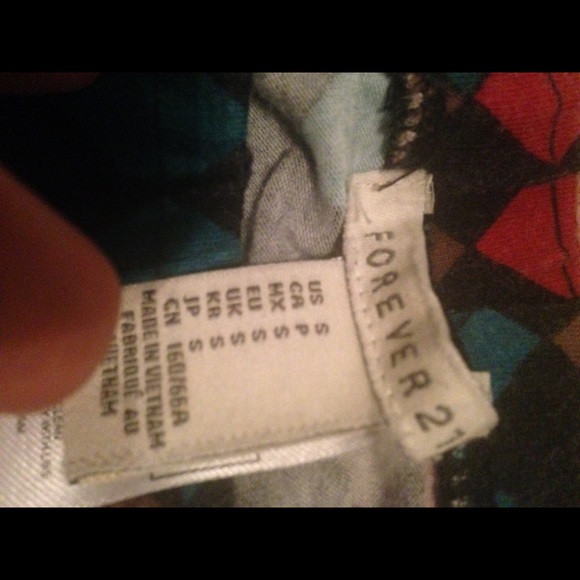 FOREVER 21
US S
CA P
MX S
EU S
UK S
KR S
JP S
CN 160/66A
MADE IN VIETNAM
FABRIQUÉ AU
VIETNAM